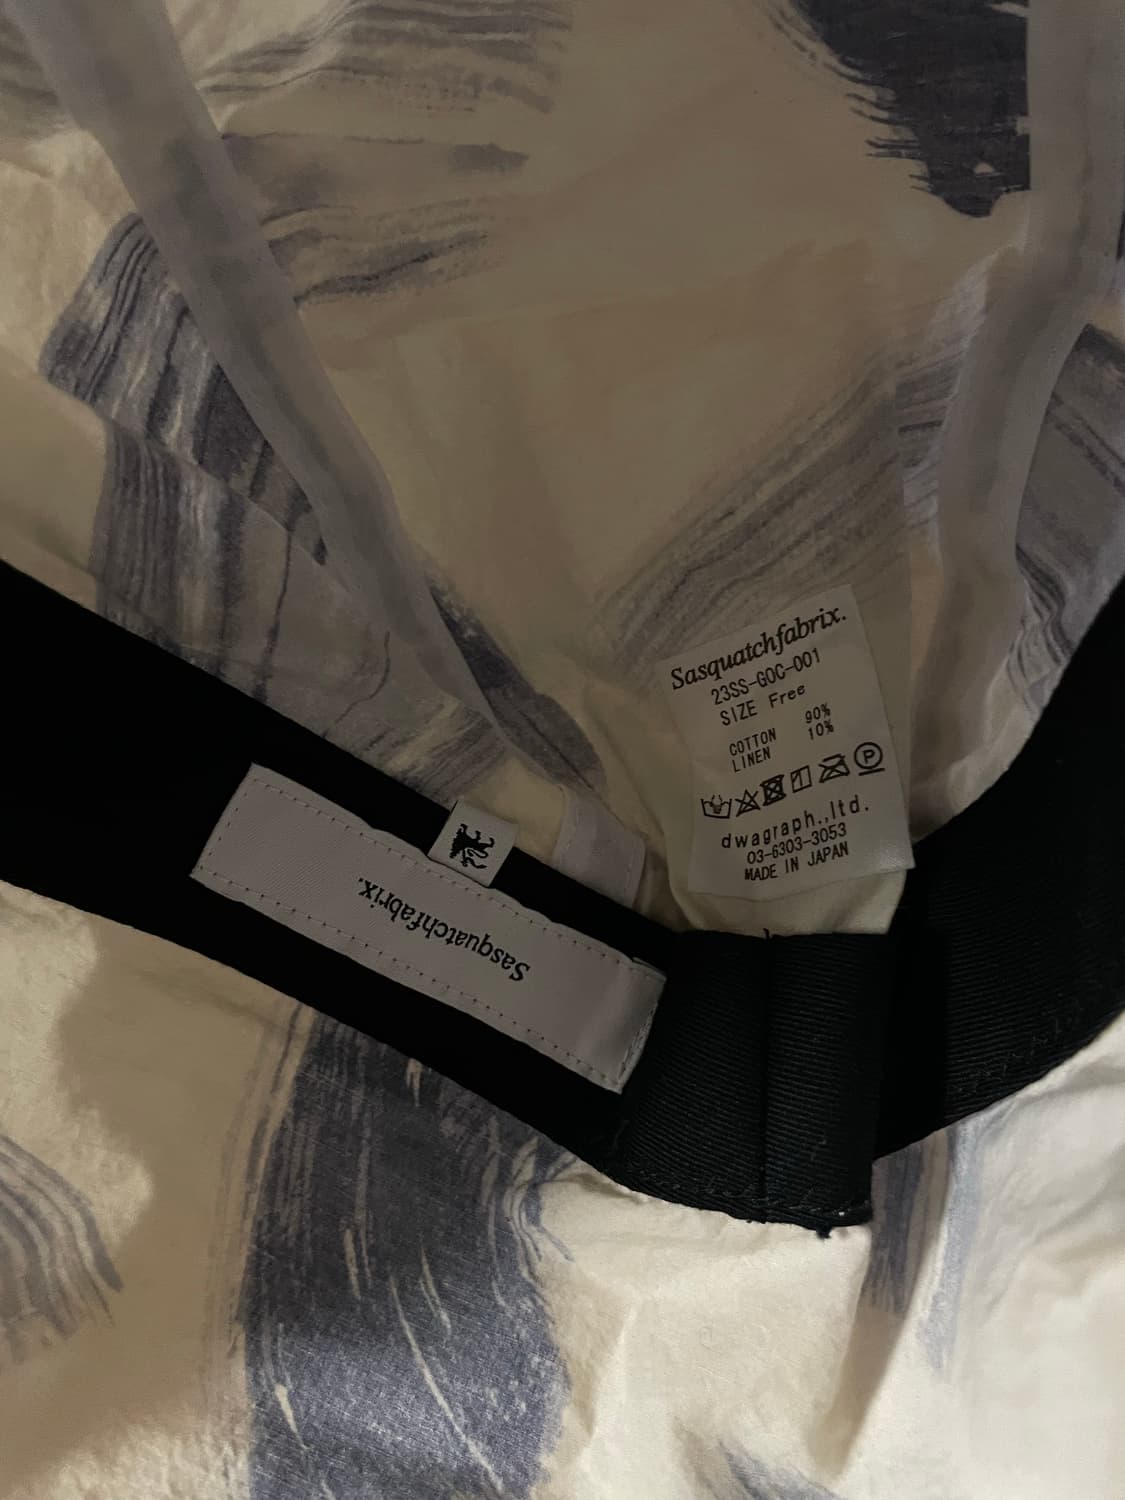 Sasquatchfabrix.
23SS-GOC-001
SIZE Free
COTTON 90%
LINEN 10%
P
dwagraph.,ltd.
03-6303-3053
MADE IN JAPAN
Sasquatchfabrix.